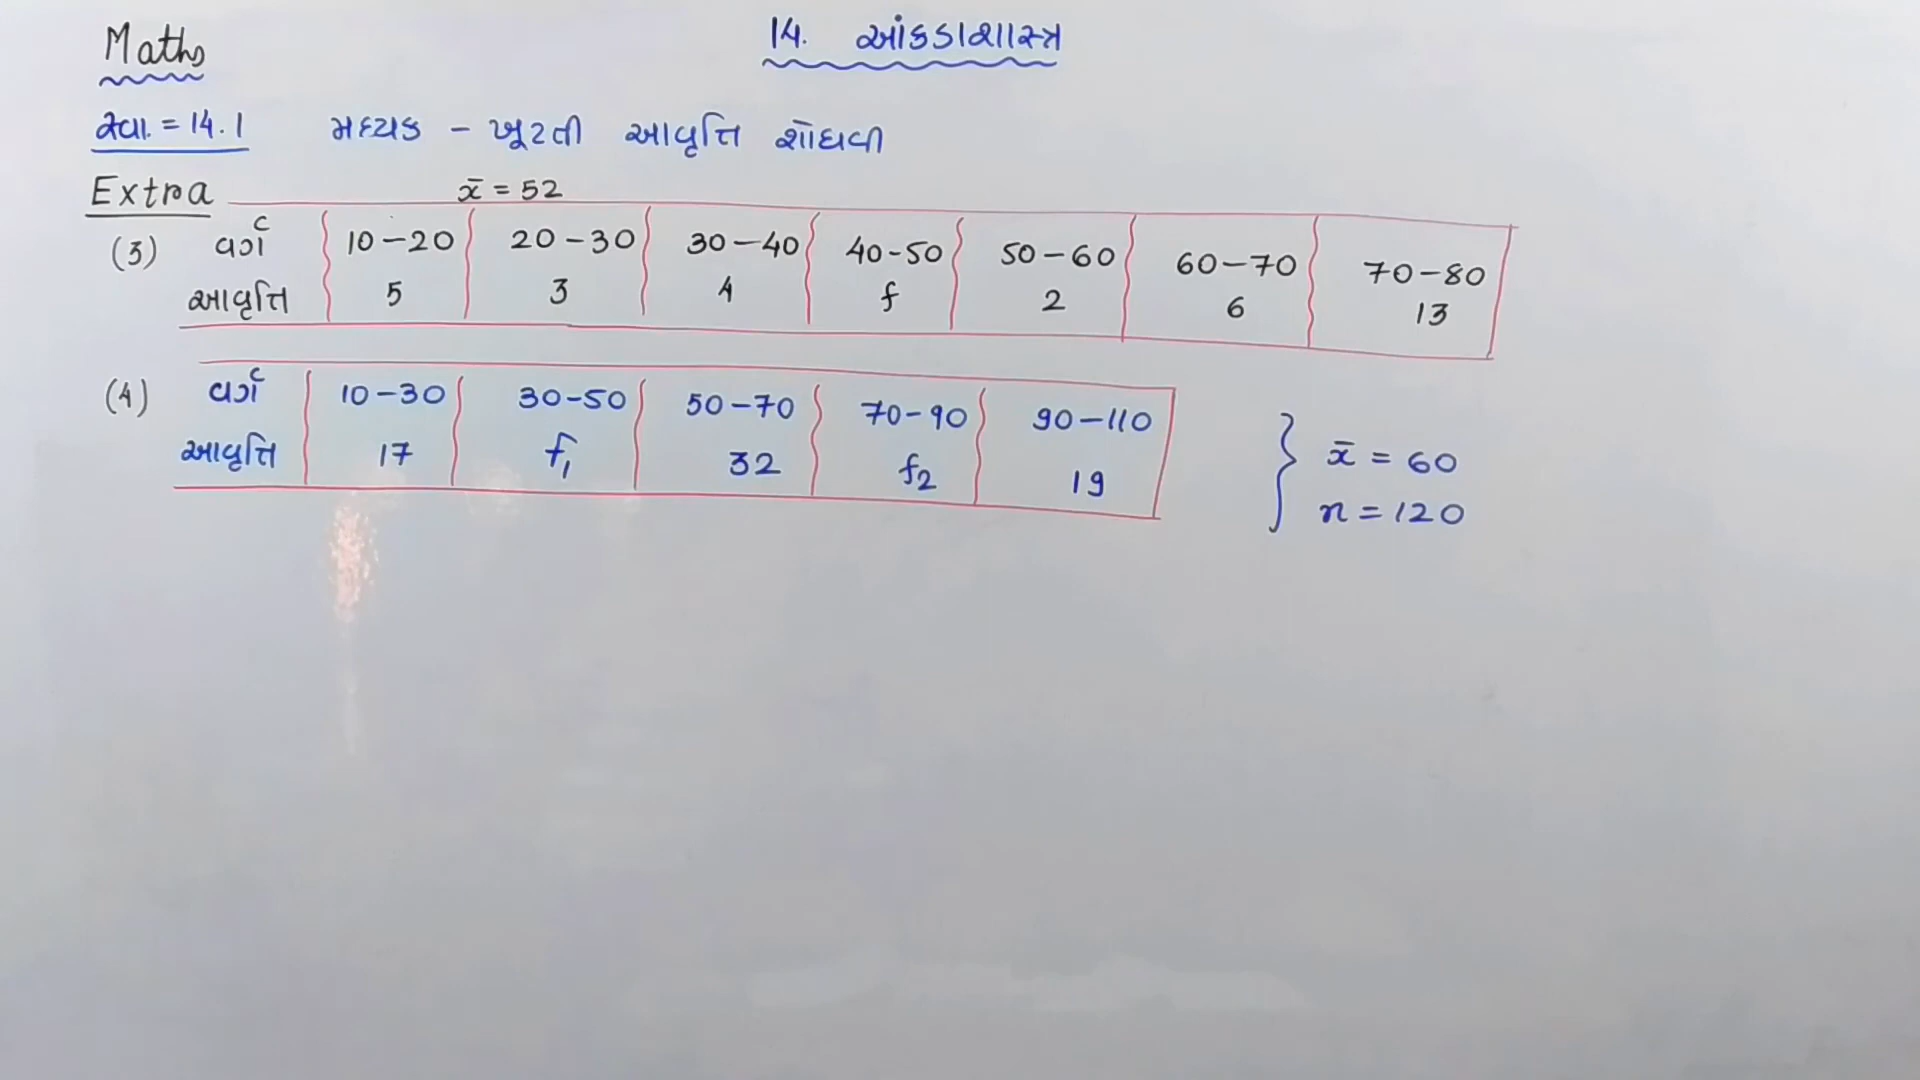 Maths
14. આંકડાશાસ્ત્ર
સ્વા. = 14.1 મધ્યક - ખૂટતી આવૃત્તિ શોધવી
Extra x̄ = 52
(3) વર્ગ 10-20 20-30 30-40 40-50 50-60 60-70 70-80
આવૃત્તિ 5 3 4 f 2 6 13
(4) વર્ગ 10-30 30-50 50-70 70-90 90-110
આવૃત્તિ 17 f₁ 32 f₂ 19
x̄ = 60
n = 120